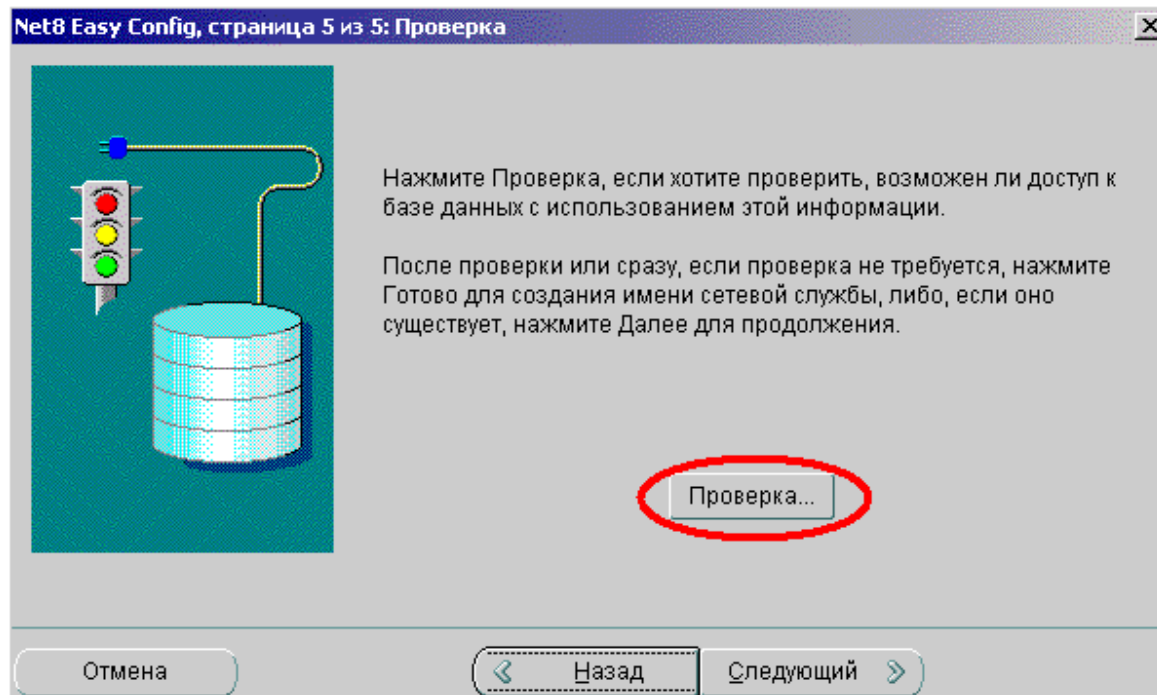 Net8 Easy Config, страница 5 из 5: Проверка
Нажмите Проверка, если хотите проверить, возможен ли доступ к
базе данных с использованием этой информации.
После проверки или сразу, если проверка не требуется, нажмите
Готово для создания имени сетевой службы, либо, если оно
существует, нажмите Далее для продолжения.
Проверка...
Отмена
Назад
Следующий